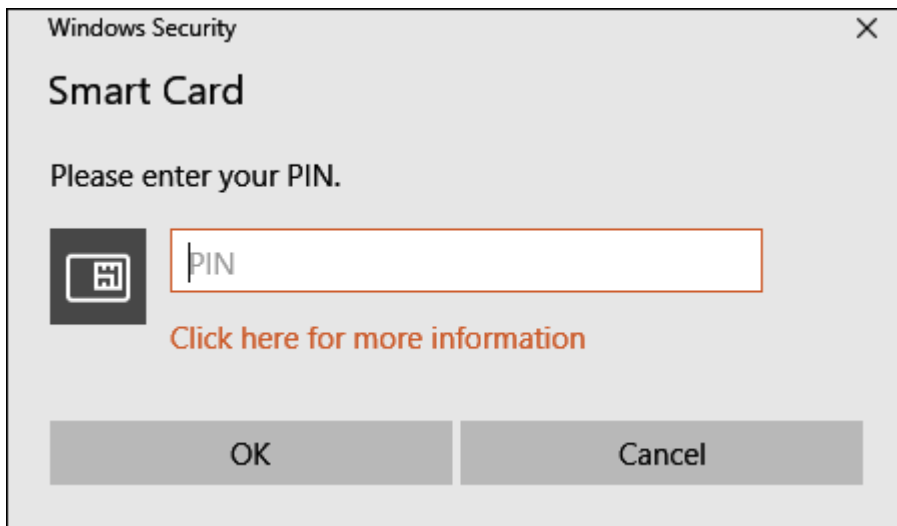 Windows Security
Smart Card
Please enter your PIN.
PIN
Click here for more information
OK
Cancel